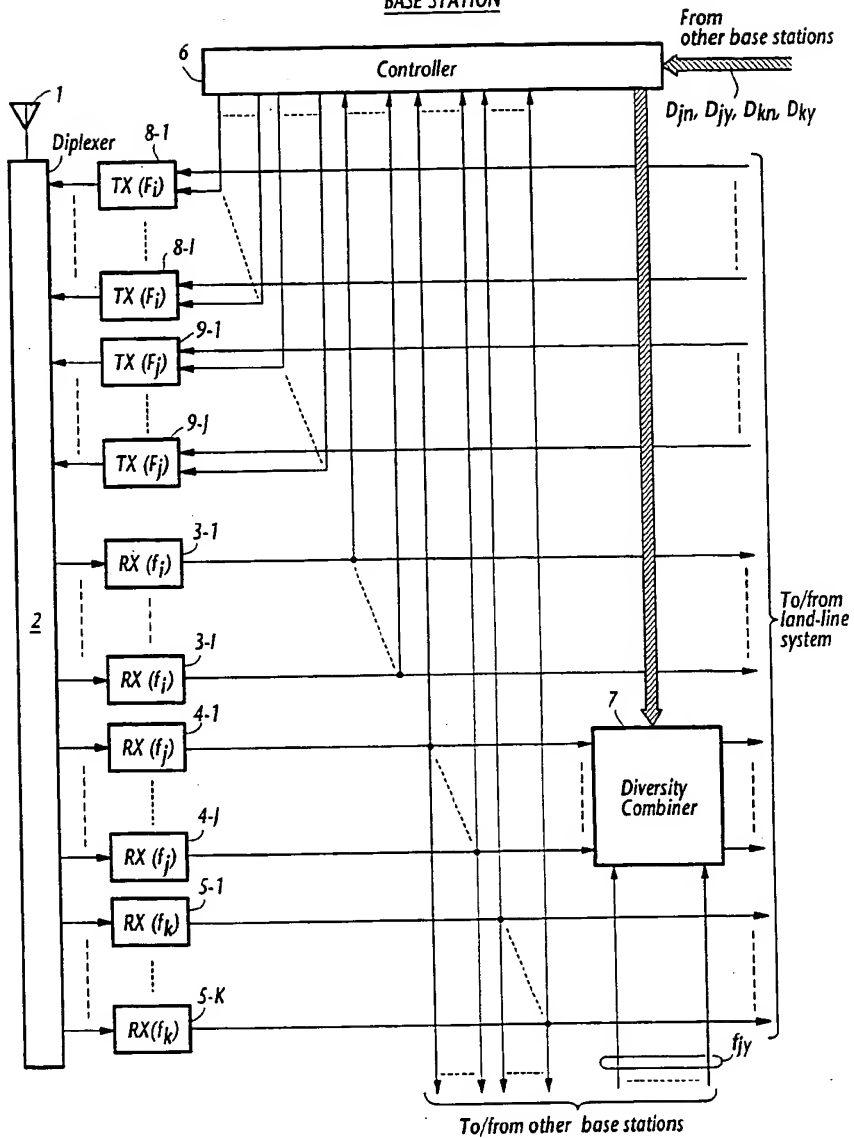 BASE STATION
From
other base stations
6
Controller
Djn, Djy, Dkn, Dky
1
Diplexer
8-1
TX (Fi)
8-I
TX (Fi)
9-1
TX (Fj)
9-J
TX (Fj)
3-1
RX (fi)
2
To/from
land-line
system
3-I
RX (fi)
7
4-1
RX (fj)
Diversity
Combiner
4-J
RX (fj)
5-1
RX (fk)
5-K
RX(fk)
fjy
To/from other base stations